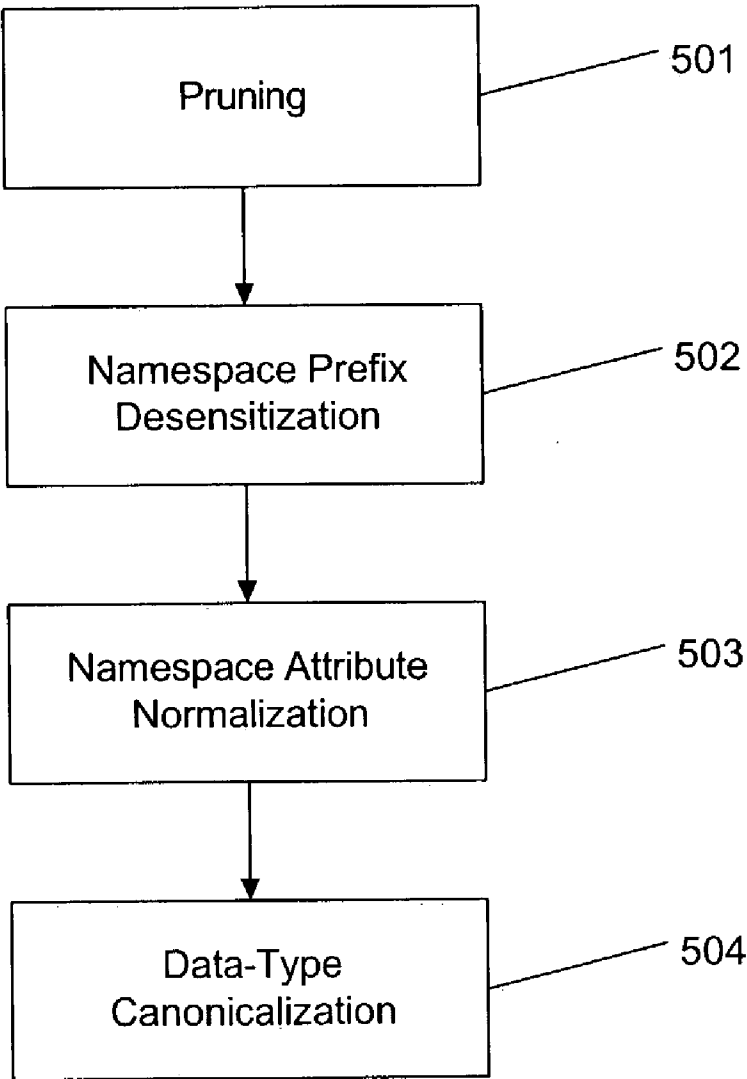 Pruning
501
Namespace Prefix
Desensitization
502
Namespace Attribute
Normalization
503
Data-Type
Canonicalization
504